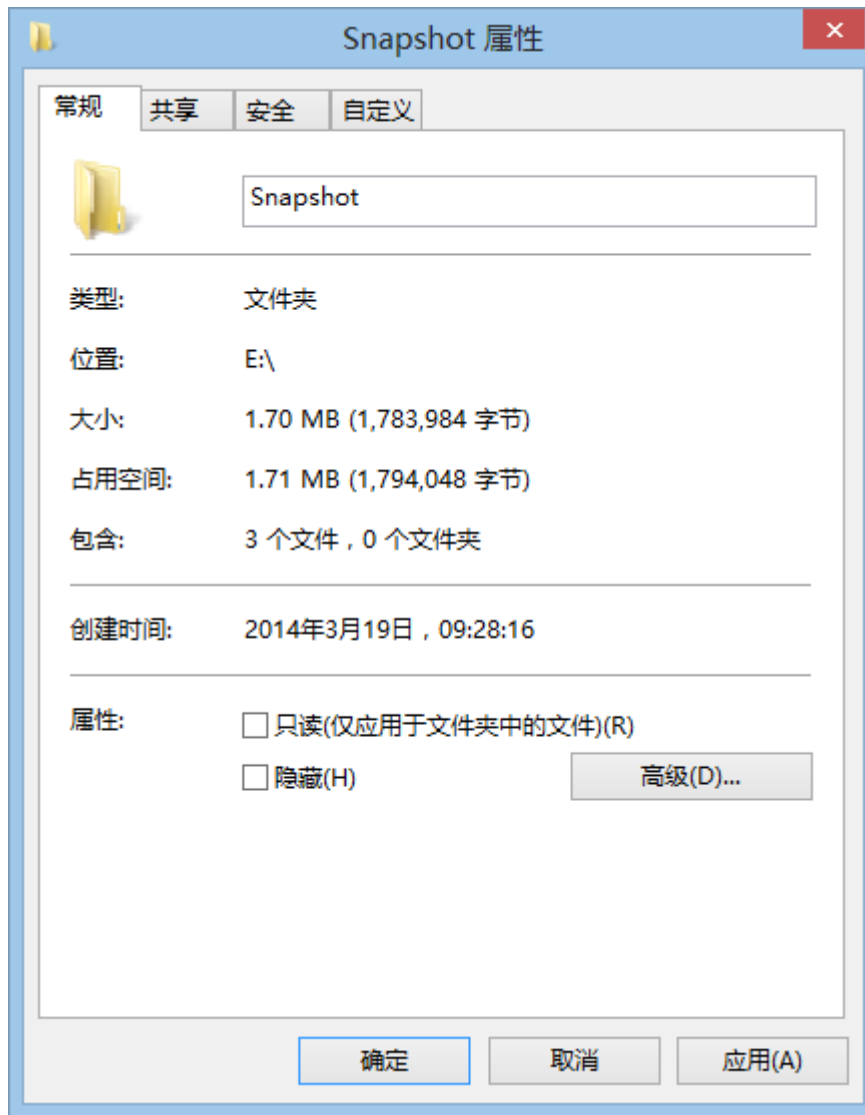 Snapshot 属性
常规 共享 安全 自定义
Snapshot
类型: 文件夹
位置: E:\
大小: 1.70 MB (1,783,984 字节)
占用空间: 1.71 MB (1,794,048 字节)
包含: 3 个文件，0 个文件夹
创建时间: 2014年3月19日，09:28:16
属性: 只读(仅应用于文件夹中的文件)(R)
隐藏(H) 高级(D)...
确定 取消 应用(A)